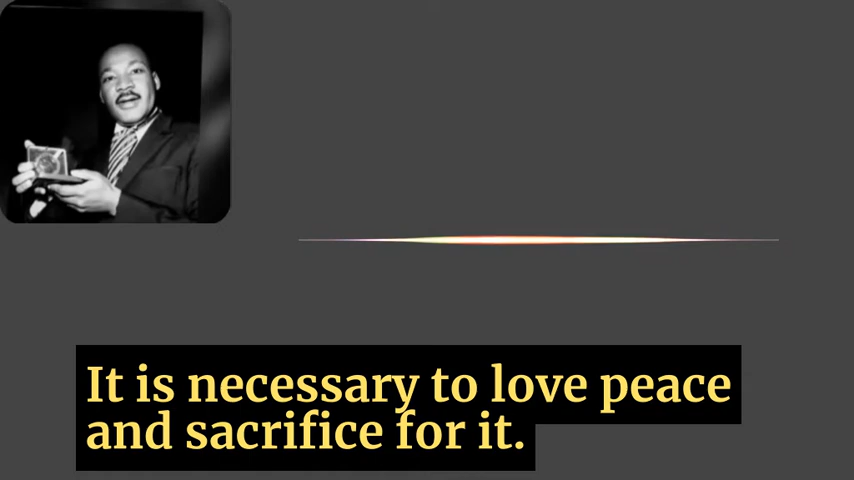 It is necessary to love peace
and sacrifice for it.